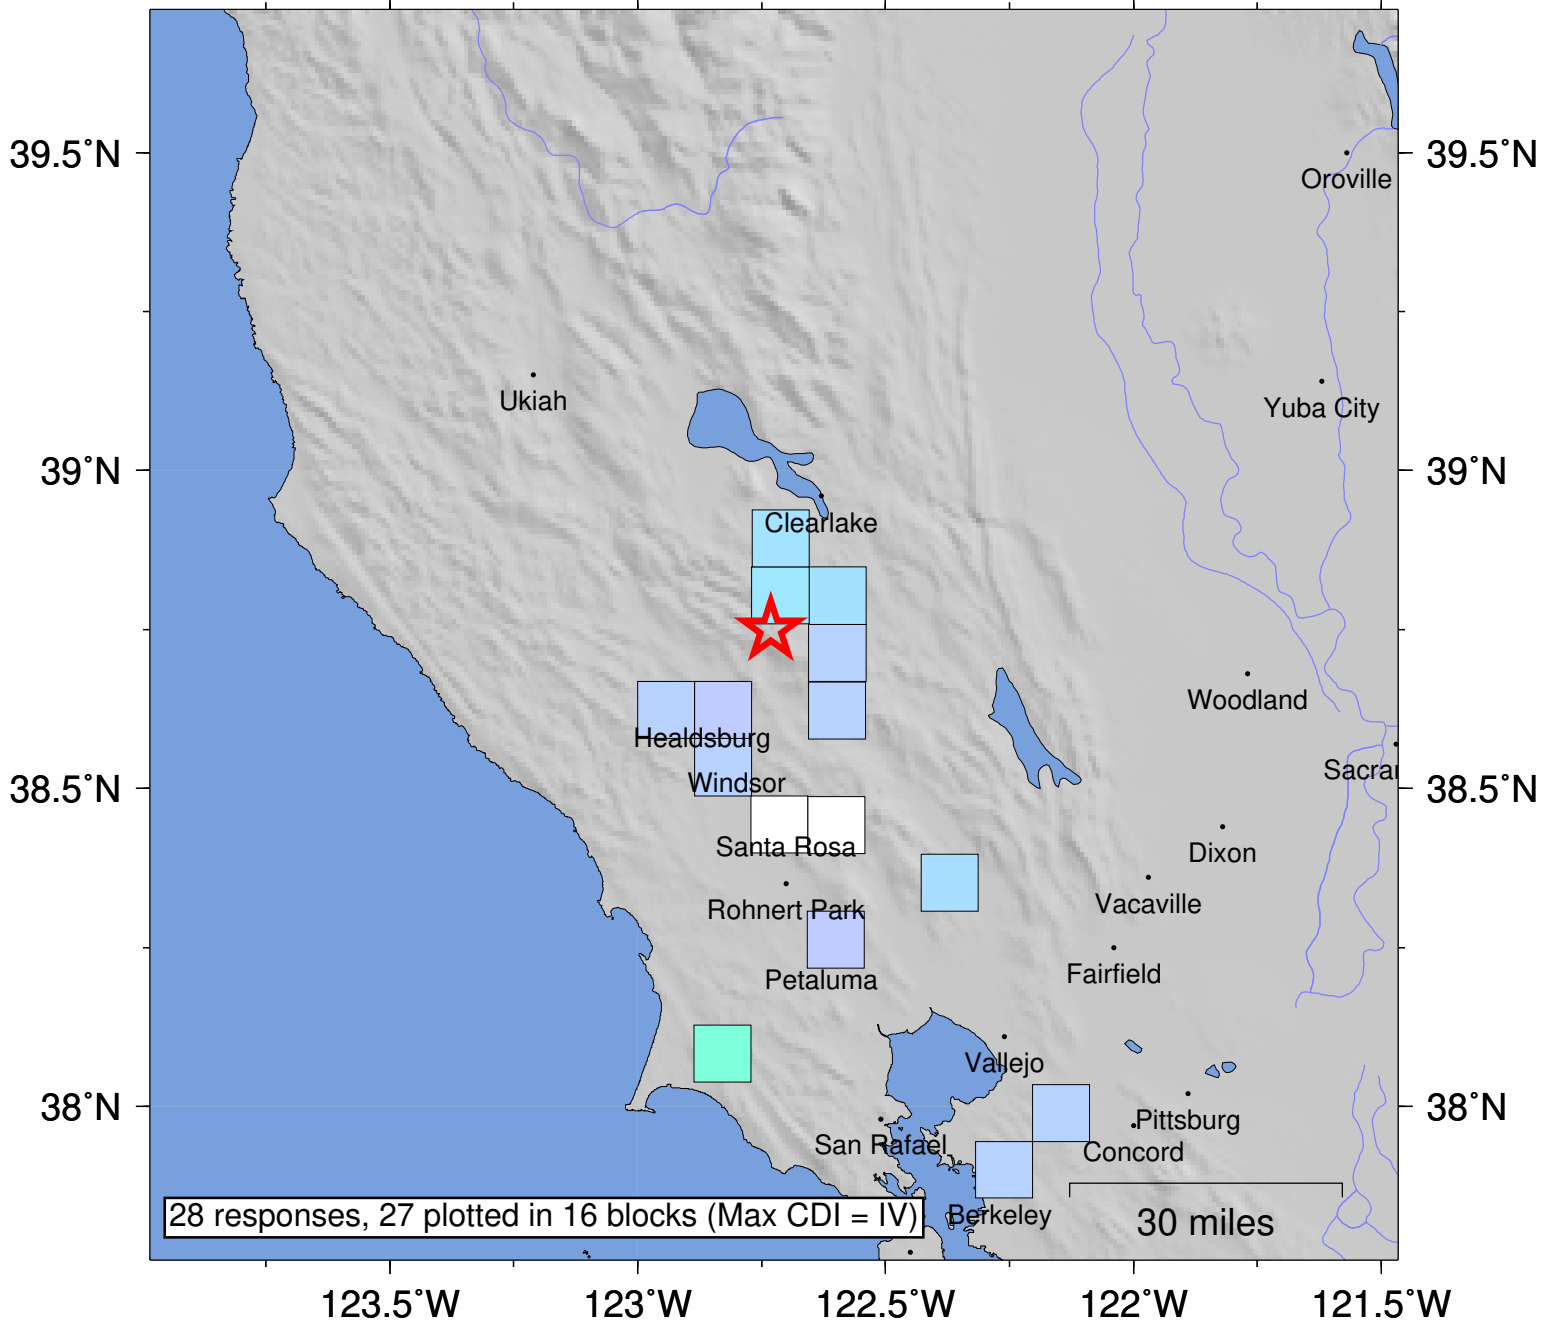 39.5˚N
39.5˚N
Oroville
Ukiah
Yuba City
39˚N
39˚N
Clearlake
Woodland
Healdsburg
Sacrar
Windsor
38.5˚N
38.5˚N
Santa Rosa
Dixon
Vacaville
Rohnert Park
Fairfield
Petaluma
Vallejo
38˚N
38˚N
Pittsburg
San Rafael
Concord
28 responses, 27 plotted in 16 blocks (Max CDI = IV)
Berkeley
30 miles
123.5˚W
123˚W
122.5˚W
122˚W
121.5˚W